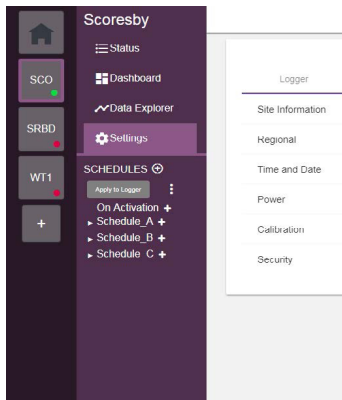 Scoresby
Status
SCO
Dashboard
Data Explorer
SRBD
Settings
WT1
SCHEDULES
Apply to Logger
On Activation +
+
Schedule_A +
Schedule_B +
Schedule_C +
Logger
Site Information
Regional
Time and Date
Power
Calibration
Security